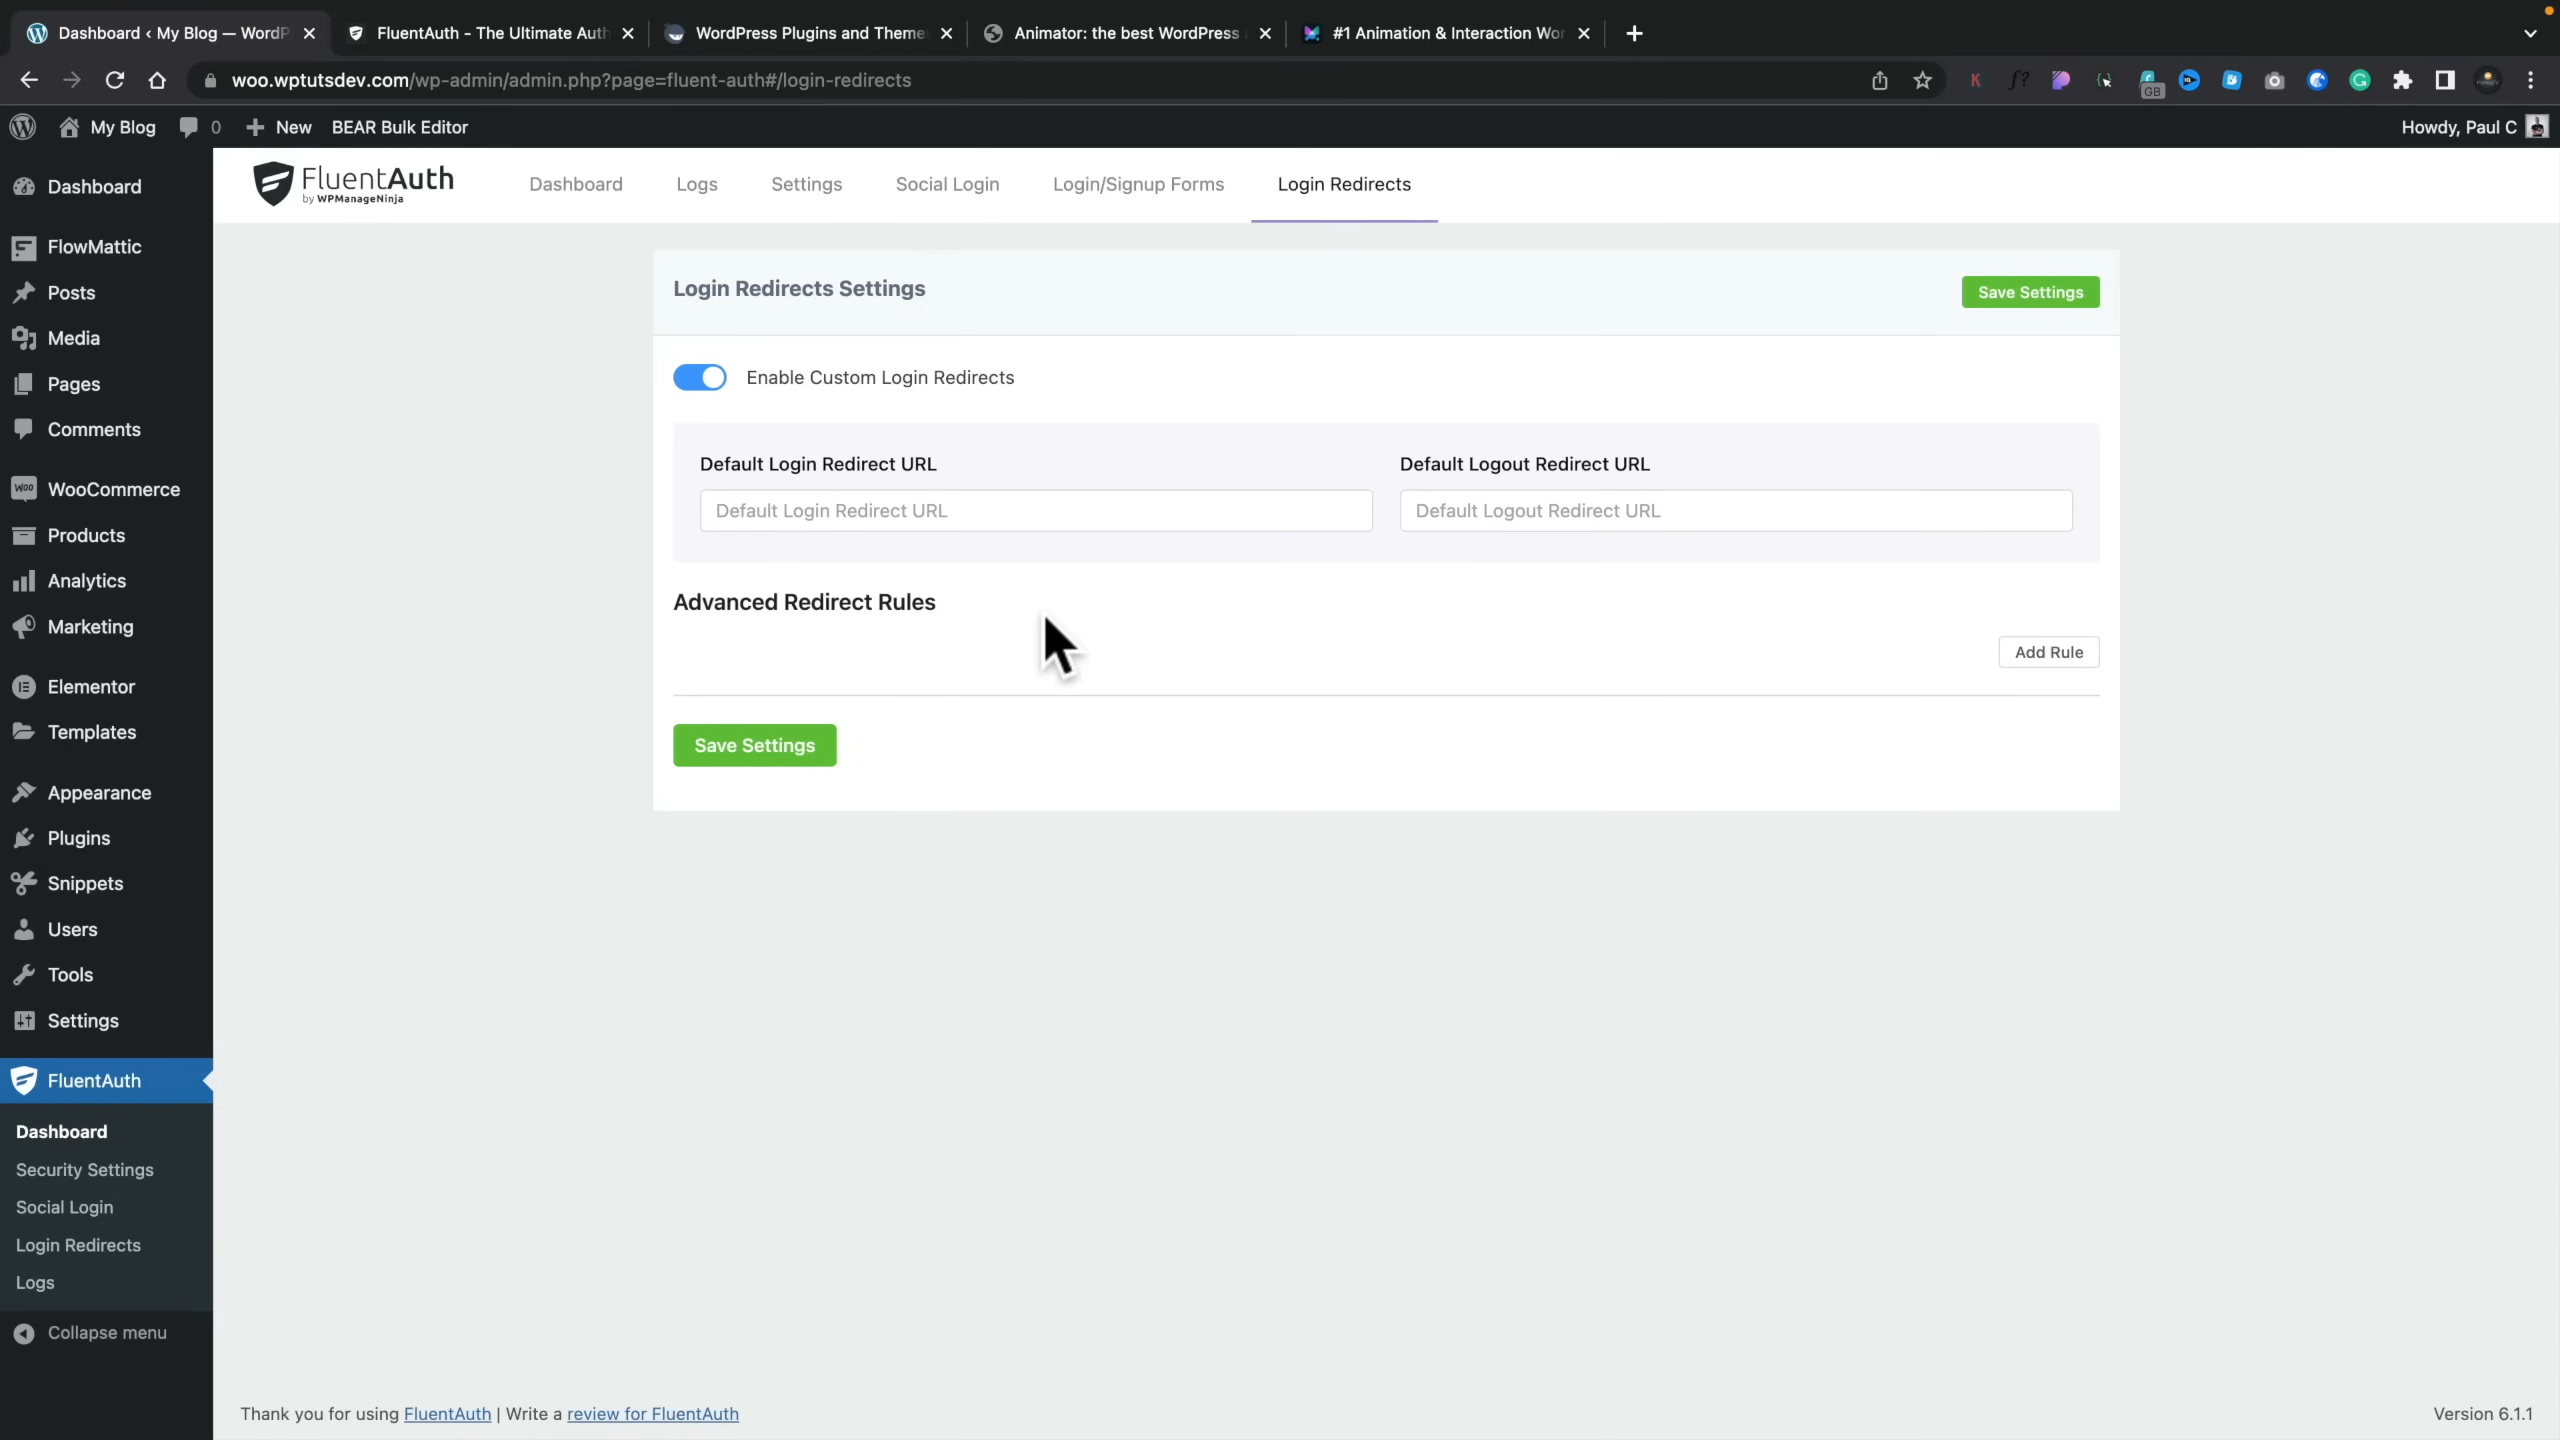 Dashboard ‹ My Blog — WordP
FluentAuth - The Ultimate Auth
WordPress Plugins and Theme
Animator: the best WordPress
#1 Animation & Interaction Wor
woo.wptutsdev.com/wp-admin/admin.php?page=fluent-auth#/login-redirects
GB
My Blog
0
New
BEAR Bulk Editor
Howdy, Paul C
Dashboard
FlowMattic
Posts
Media
Pages
Comments
WooCommerce
Products
Analytics
Marketing
Elementor
Templates
Appearance
Plugins
Snippets
Users
Tools
Settings
FluentAuth
Dashboard
Security Settings
Social Login
Login Redirects
Logs
Collapse menu
FluentAuth
by WPManageNinja
Dashboard
Logs
Settings
Social Login
Login/Signup Forms
Login Redirects
Login Redirects Settings
Save Settings
Enable Custom Login Redirects
Default Login Redirect URL
Default Logout Redirect URL
Default Login Redirect URL
Default Logout Redirect URL
Advanced Redirect Rules
Add Rule
Save Settings
Thank you for using FluentAuth | Write a review for FluentAuth
Version 6.1.1